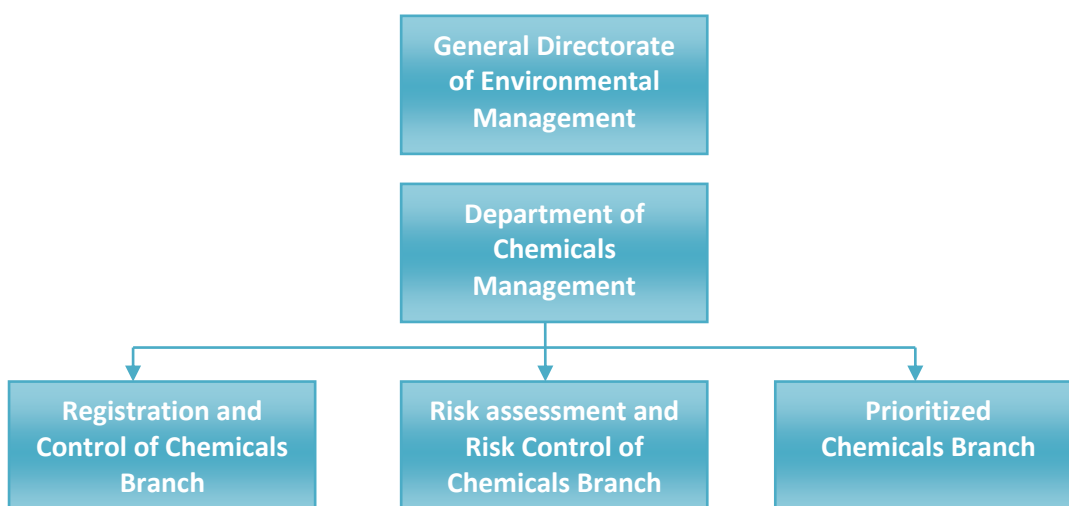 General Directorate
of Environmental
Management
Department of
Chemicals
Management
Registration and
Control of Chemicals
Branch
Risk assessment and
Risk Control of
Chemicals Branch
Prioritized
Chemicals Branch